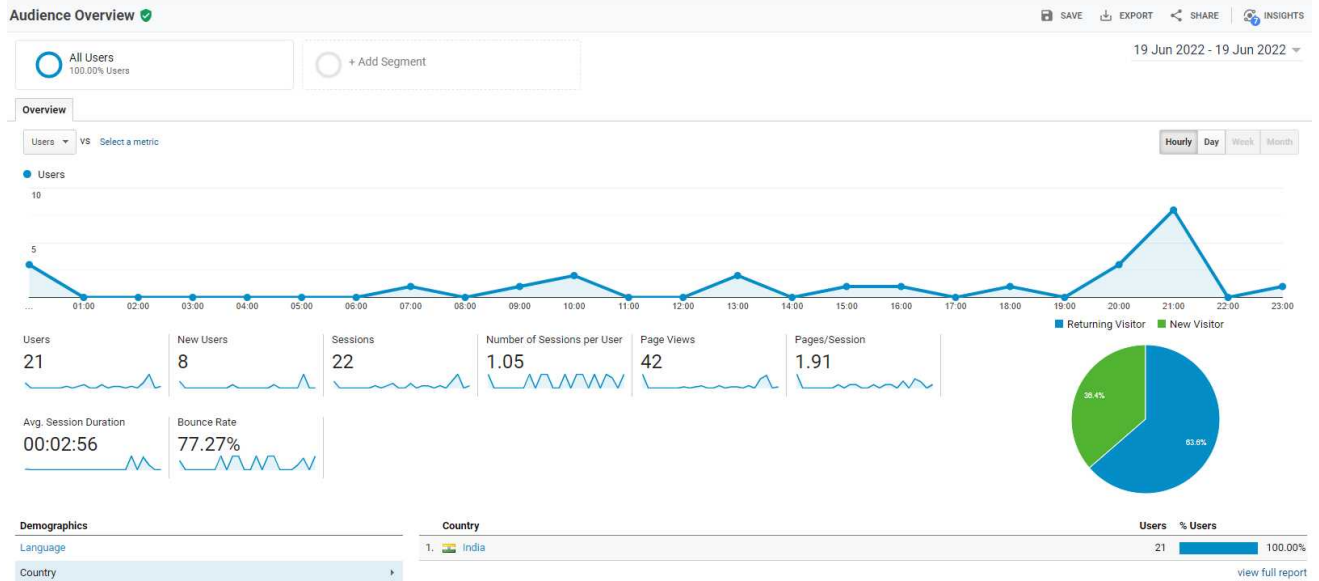 Audience Overview
SAVE EXPORT SHARE 7 INSIGHTS
All Users
100.00% Users
+ Add Segment
19 Jun 2022 - 19 Jun 2022
Overview
Users VS Select a metric
Hourly Day Week Month
Users
10
5
... 01:00 02:00 03:00 04:00 05:00 06:00 07:00 08:00 09:00 10:00 11:00 12:00 13:00 14:00 15:00 16:00 17:00 18:00 19:00 20:00 21:00 22:00 23:00
Returning Visitor New Visitor
Users New Users Sessions Number of Sessions per User Page Views Pages/Session
21 8 22 1.05 42 1.91
36.4%
63.6%
Avg. Session Duration Bounce Rate
00:02:56 77.27%
Demographics
Language
Country
Country Users % Users
1. India 21 100.00%
view full report